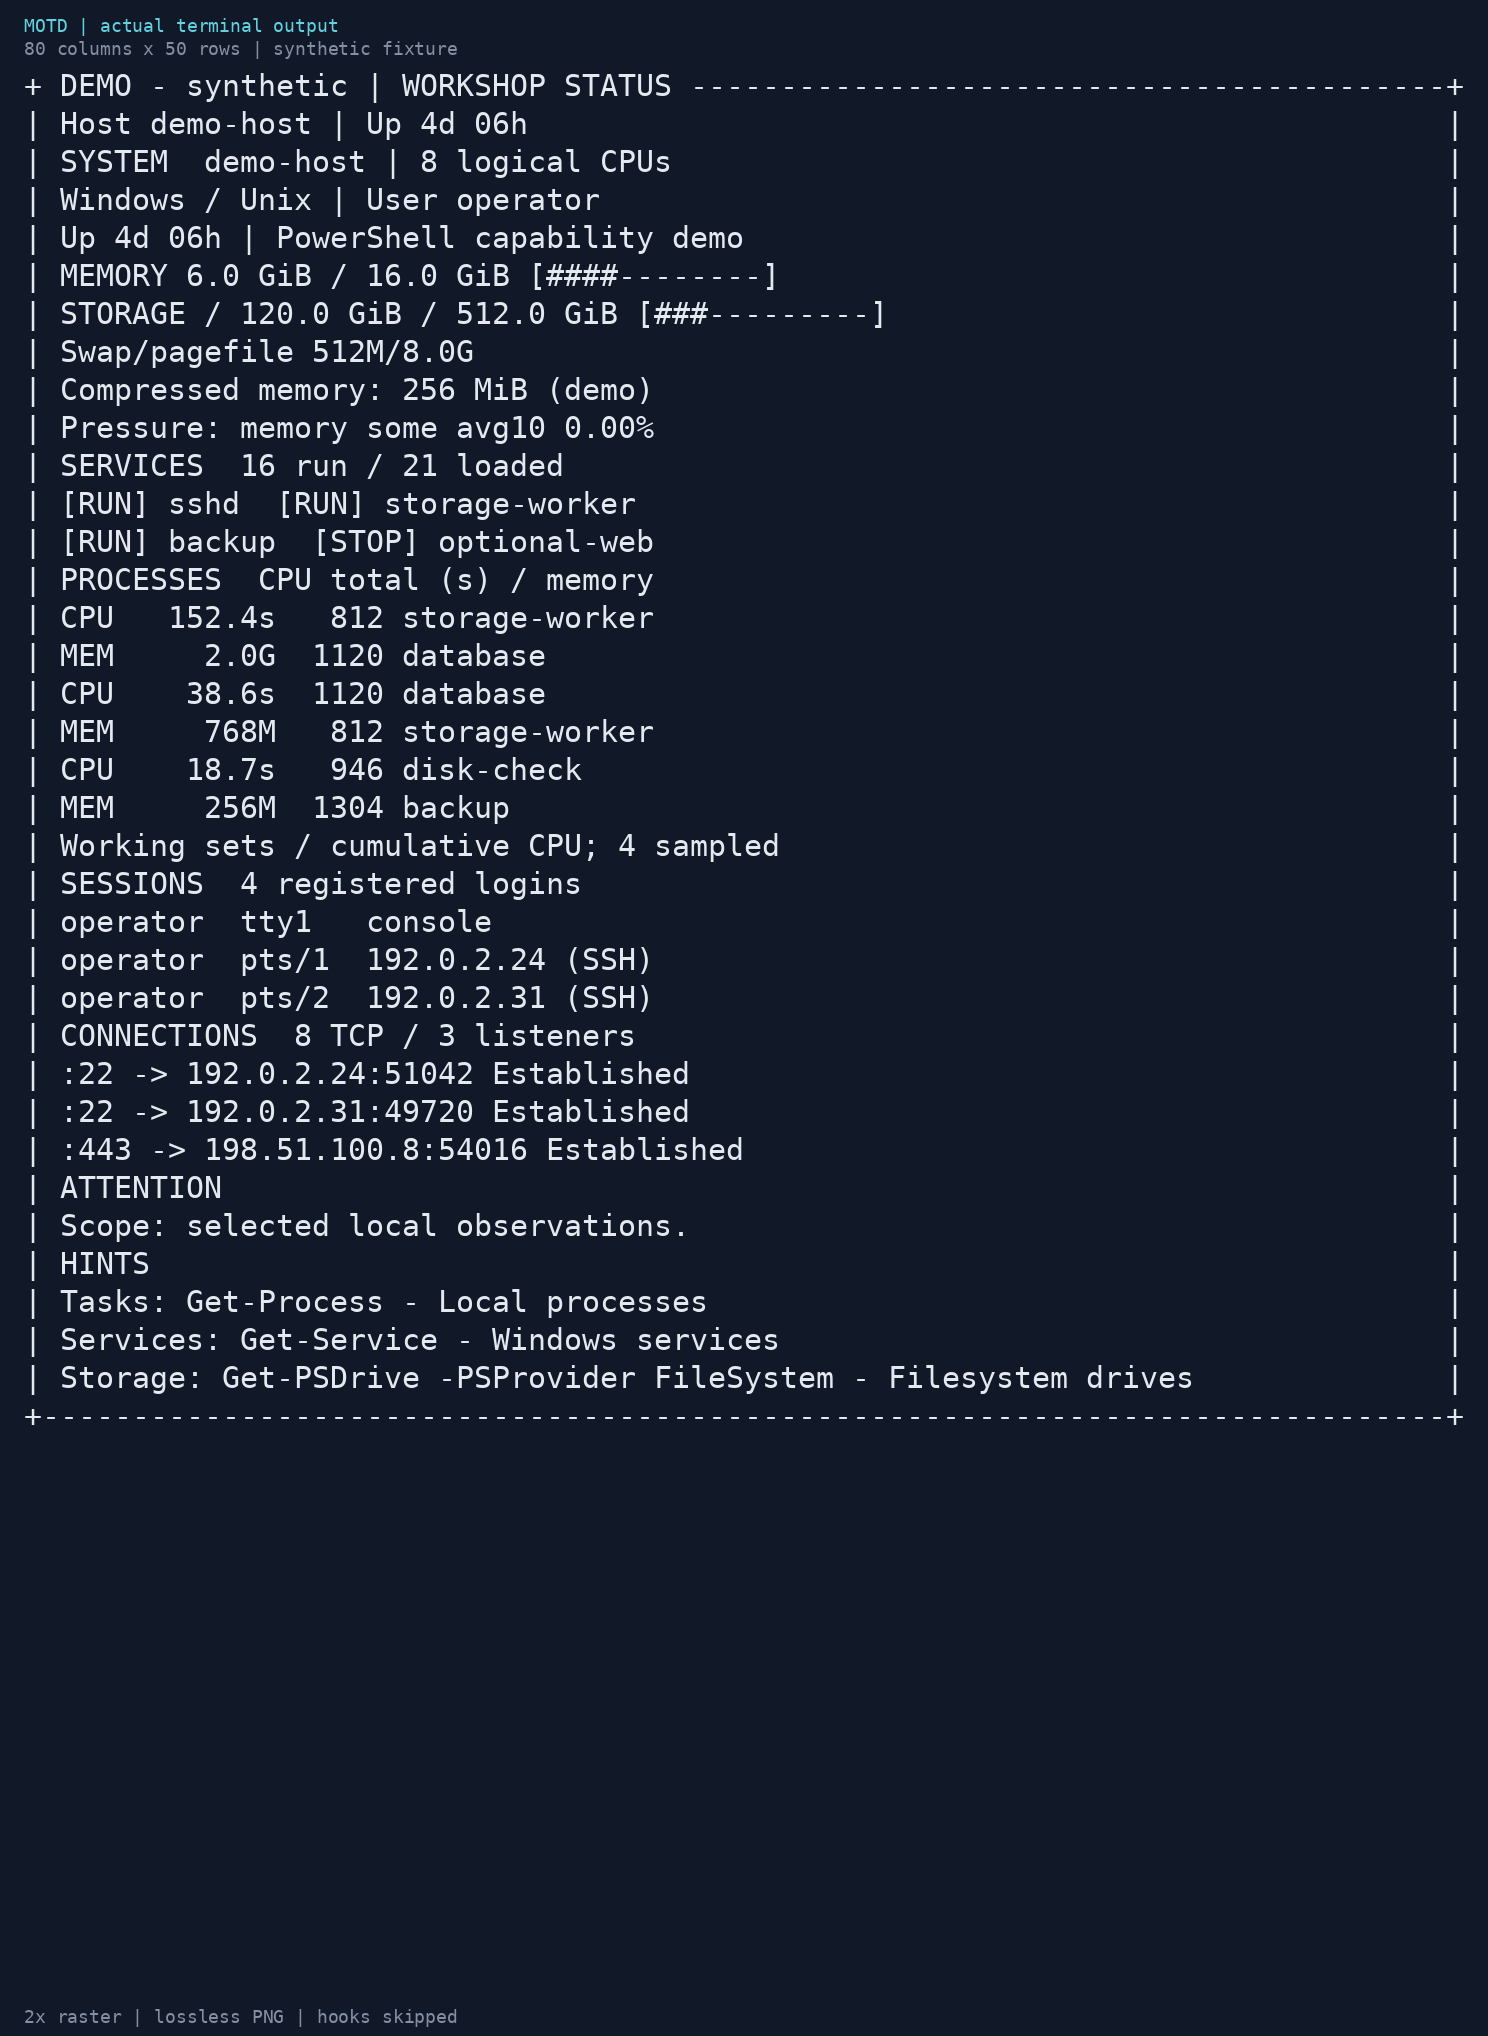 MOTD | actual terminal output
80 columns x 50 rows | synthetic fixture
+ DEMO - synthetic | WORKSHOP STATUS ------------------------------------------+
| Host demo-host | Up 4d 06h                                                   |
| SYSTEM  demo-host | 8 logical CPUs                                           |
| Windows / Unix | User operator                                               |
| Up 4d 06h | PowerShell capability demo                                       |
| MEMORY 6.0 GiB / 16.0 GiB [####--------]                                     |
| STORAGE / 120.0 GiB / 512.0 GiB [###---------]                               |
| Swap/pagefile 512M/8.0G                                                      |
| Compressed memory: 256 MiB (demo)                                            |
| Pressure: memory some avg10 0.00%                                            |
| SERVICES  16 run / 21 loaded                                                 |
| [RUN] sshd  [RUN] storage-worker                                             |
| [RUN] backup  [STOP] optional-web                                            |
| PROCESSES  CPU total (s) / memory                                            |
| CPU   152.4s   812 storage-worker                                            |
| MEM     2.0G  1120 database                                                  |
| CPU    38.6s  1120 database                                                  |
| MEM     768M   812 storage-worker                                            |
| CPU    18.7s   946 disk-check                                                |
| MEM     256M  1304 backup                                                    |
| Working sets / cumulative CPU; 4 sampled                                     |
| SESSIONS  4 registered logins                                                |
| operator  tty1   console                                                     |
| operator  pts/1  192.0.2.24 (SSH)                                            |
| operator  pts/2  192.0.2.31 (SSH)                                            |
| CONNECTIONS  8 TCP / 3 listeners                                             |
| :22 -> 192.0.2.24:51042 Established                                          |
| :22 -> 192.0.2.31:49720 Established                                          |
| :443 -> 198.51.100.8:54016 Established                                       |
| ATTENTION                                                                    |
| Scope: selected local observations.                                          |
| HINTS                                                                        |
| Tasks: Get-Process - Local processes                                         |
| Services: Get-Service - Windows services                                     |
| Storage: Get-PSDrive -PSProvider FileSystem - Filesystem drives              |
+------------------------------------------------------------------------------+
2x raster | lossless PNG | hooks skipped